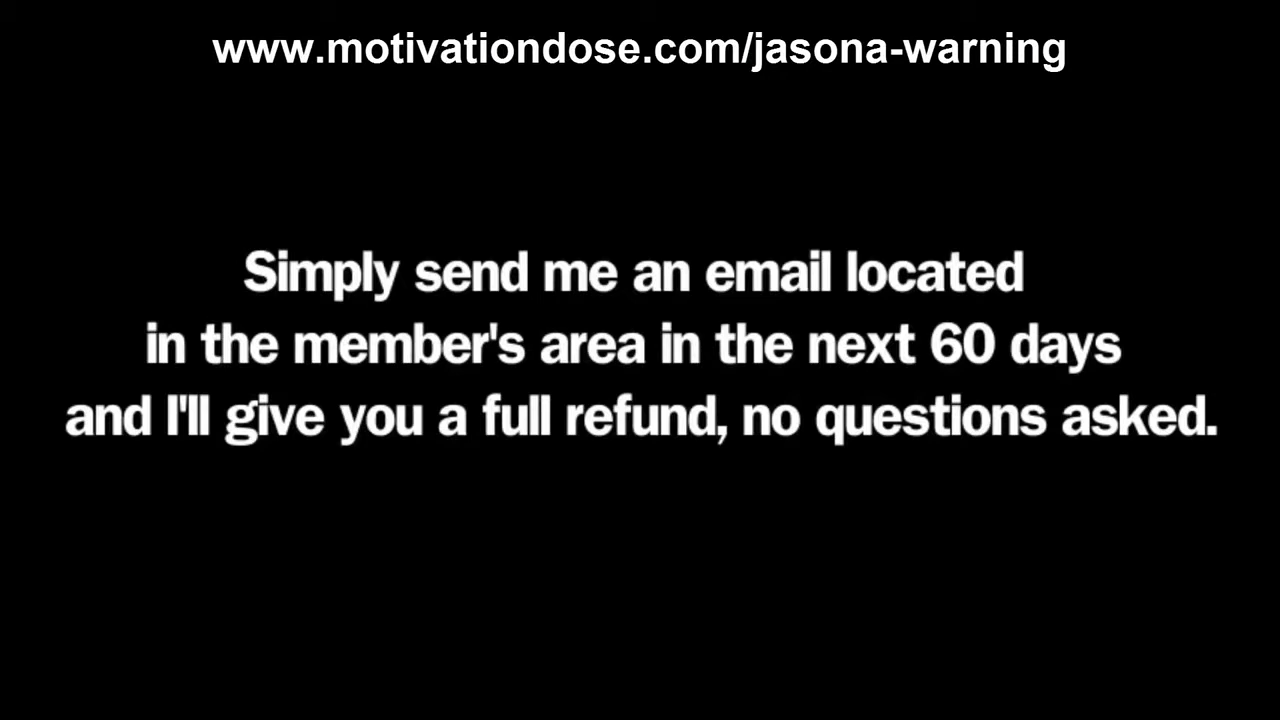 www.motivationdose.com/jasona-warning
Simply send me an email located
in the member's area in the next 60 days
and I'll give you a full refund, no questions asked.